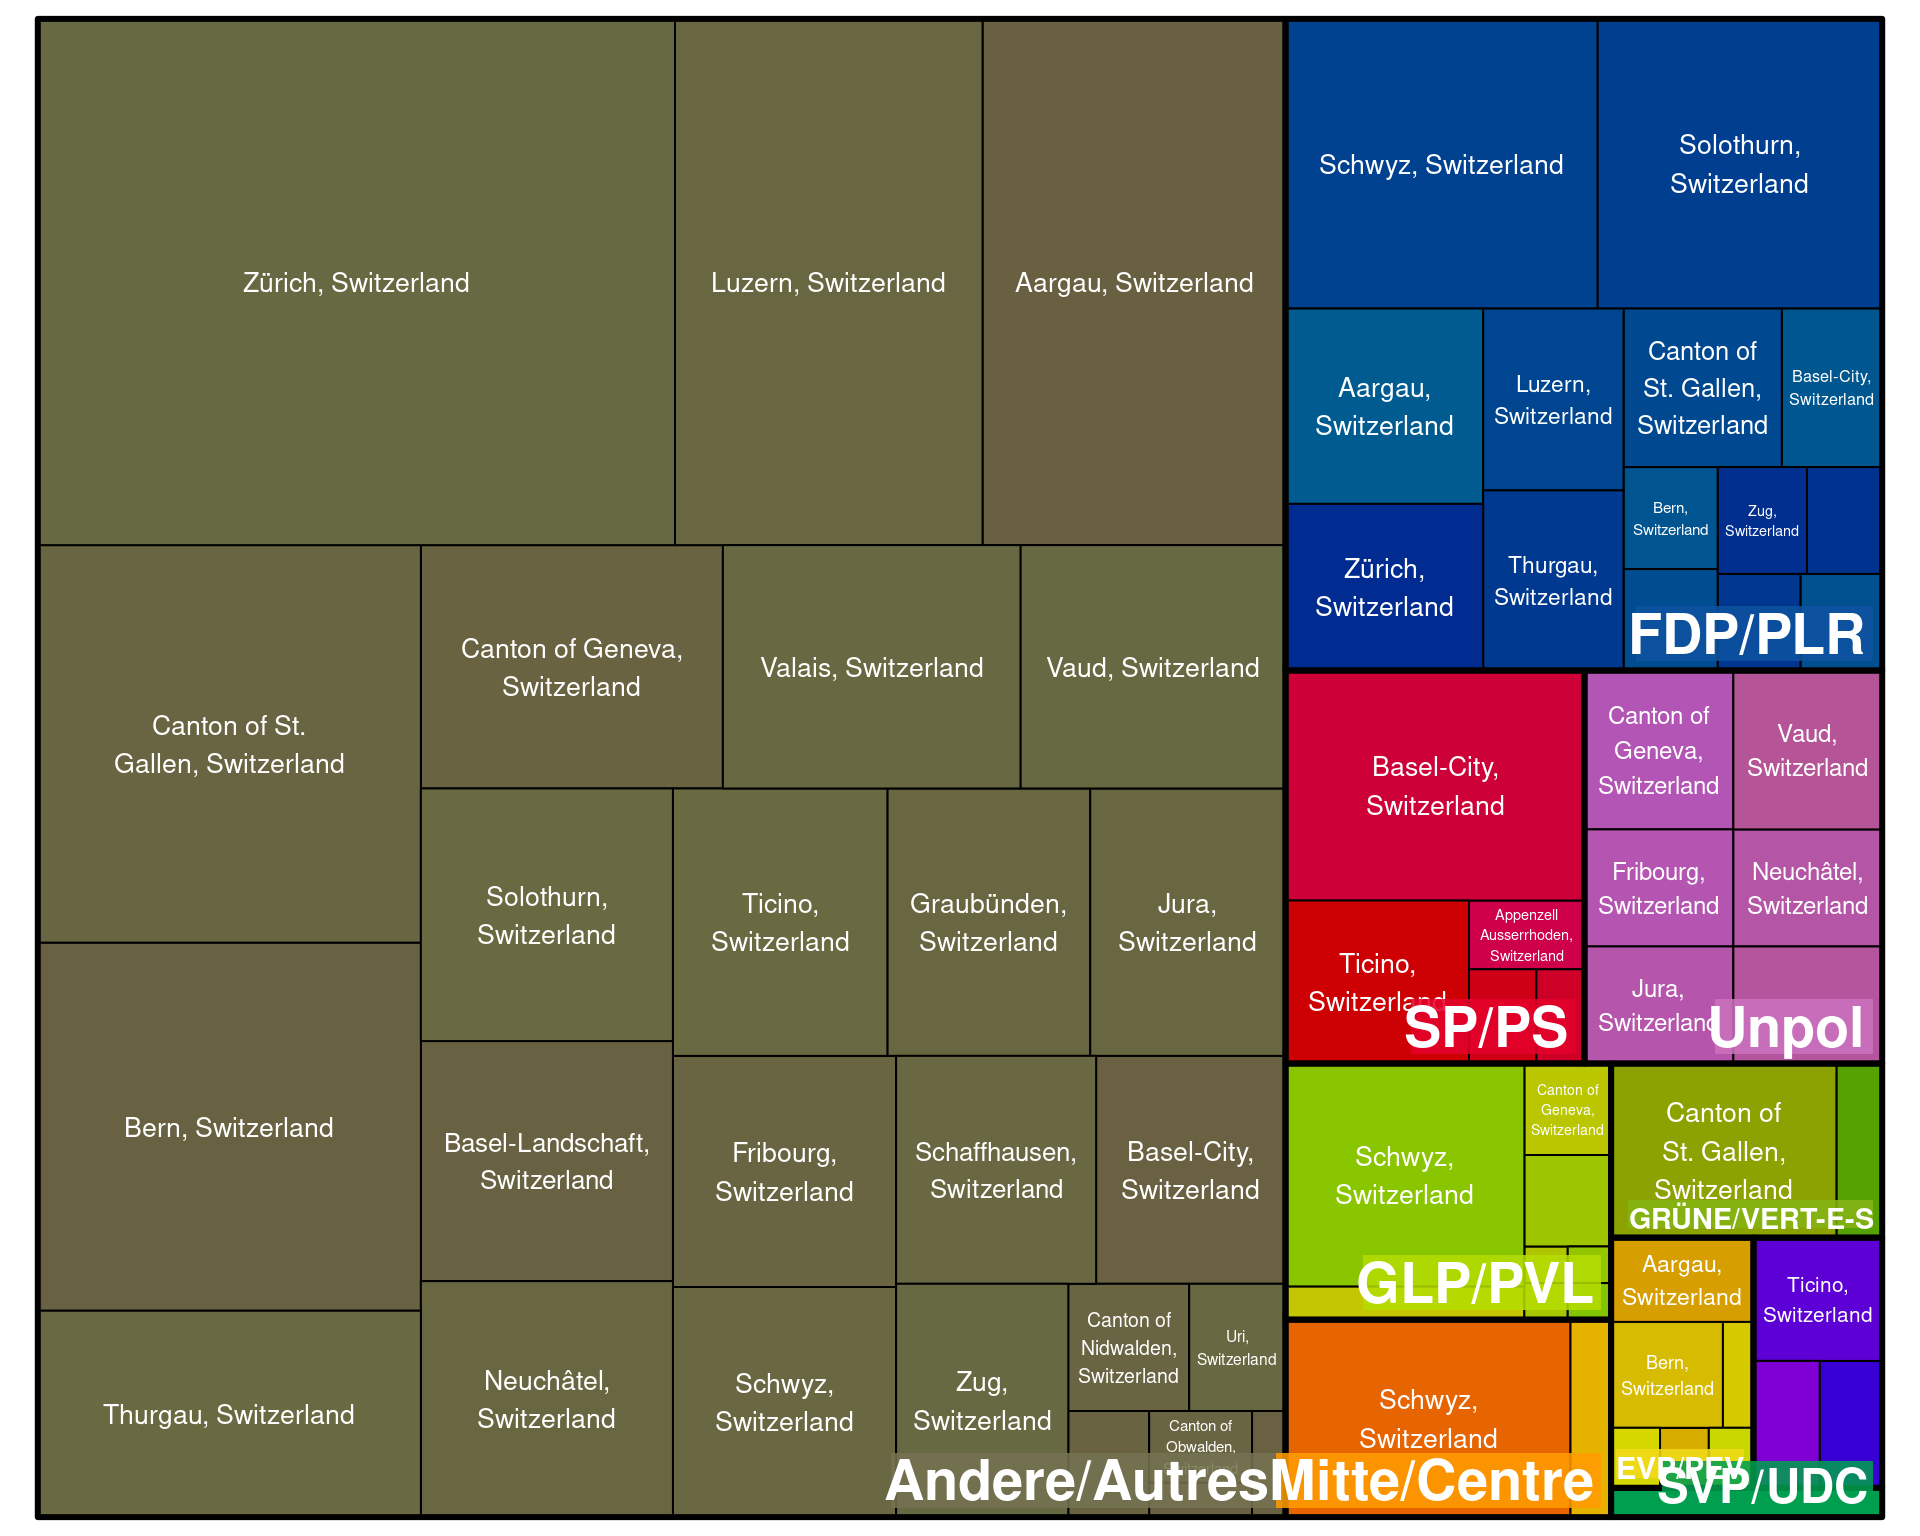 Zürich, Switzerland
Luzern, Switzerland
Aargau, Switzerland
Canton of St.
Gallen, Switzerland
Canton of Geneva,
Switzerland
Valais, Switzerland
Vaud, Switzerland
Solothurn,
Switzerland
Ticino,
Switzerland
Graubünden,
Switzerland
Jura,
Switzerland
Bern, Switzerland
Basel-Landschaft,
Switzerland
Fribourg,
Switzerland
Schaffhausen,
Switzerland
Basel-City,
Switzerland
Thurgau, Switzerland
Neuchâtel,
Switzerland
Schwyz,
Switzerland
Zug,
Switzerland
Canton of
Nidwalden,
Switzerland
Uri,
Switzerland
Canton of
Obwalden,
Andere/Autres
Schwyz, Switzerland
Solothurn,
Switzerland
Aargau,
Switzerland
Luzern,
Switzerland
Canton of
St. Gallen,
Switzerland
Basel-City,
Switzerland
Zürich,
Switzerland
Thurgau,
Switzerland
Bern,
Switzerland
Zug,
Switzerland
FDP/PLR
Basel-City,
Switzerland
Ticino,
Switzerland
Appenzell
Ausserrhoden,
Switzerland
SP/PS
Canton of
Geneva,
Switzerland
Vaud,
Switzerland
Fribourg,
Switzerland
Neuchâtel,
Switzerland
Jura,
Switzerland
Unpol
Schwyz,
Switzerland
Canton of
Geneva,
Switzerland
GLP/PVL
Canton of
St. Gallen,
Switzerland
GRÜNE/VERT-E-S
Schwyz,
Switzerland
Mitte/Centre
Aargau,
Switzerland
Bern,
Switzerland
EVP/PEV
Ticino,
Switzerland
SVP/UDC